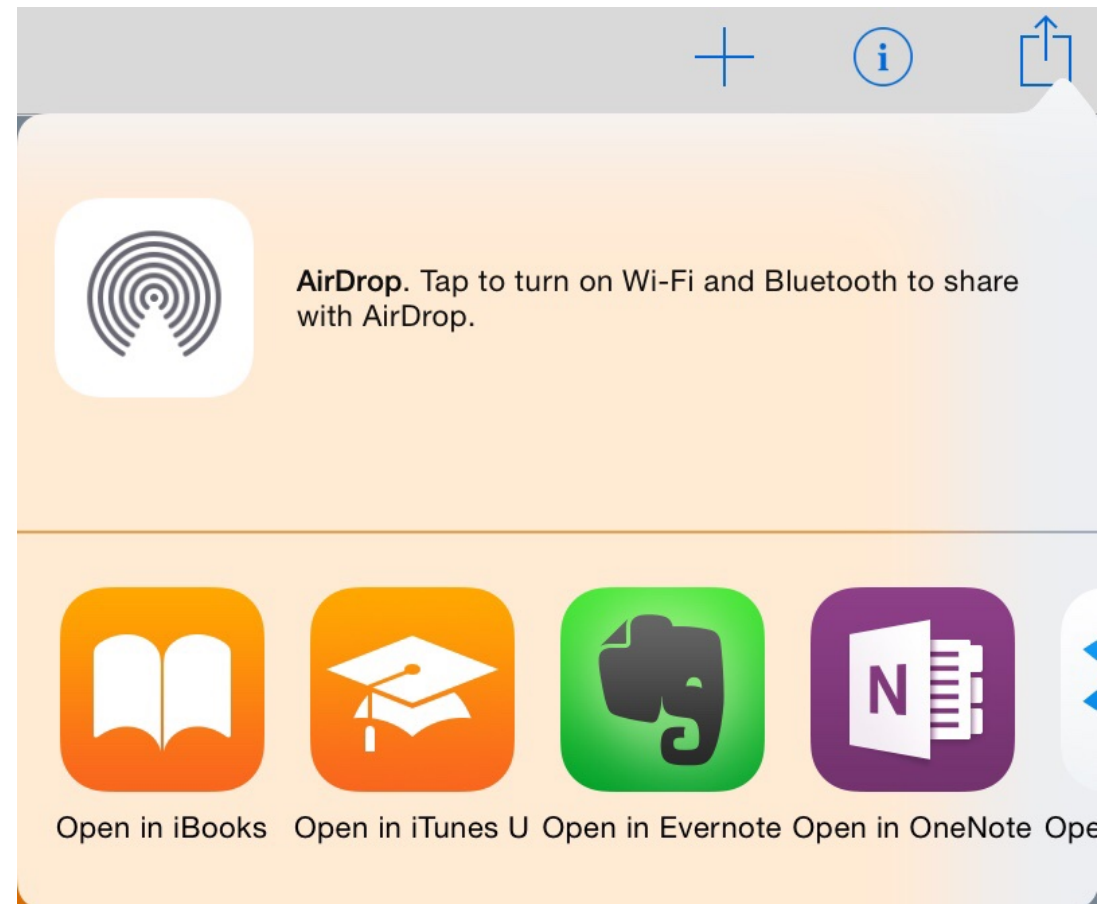 AirDrop. Tap to turn on Wi-Fi and Bluetooth to share
with AirDrop.
N
Open in iBooks Open in iTunes U Open in Evernote Open in OneNote Ope